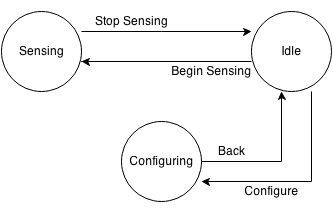 Stop Sensing
Sensing
Idle
Begin Sensing
Configuring
Back
Configure